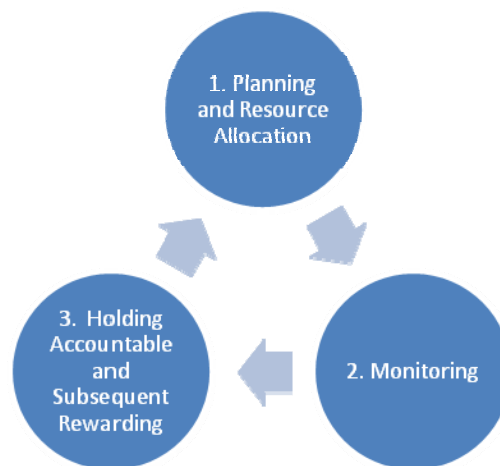 1. Planning
and Resource
Allocation
2. Monitoring
3. Holding
Accountable
and
Subsequent
Rewarding